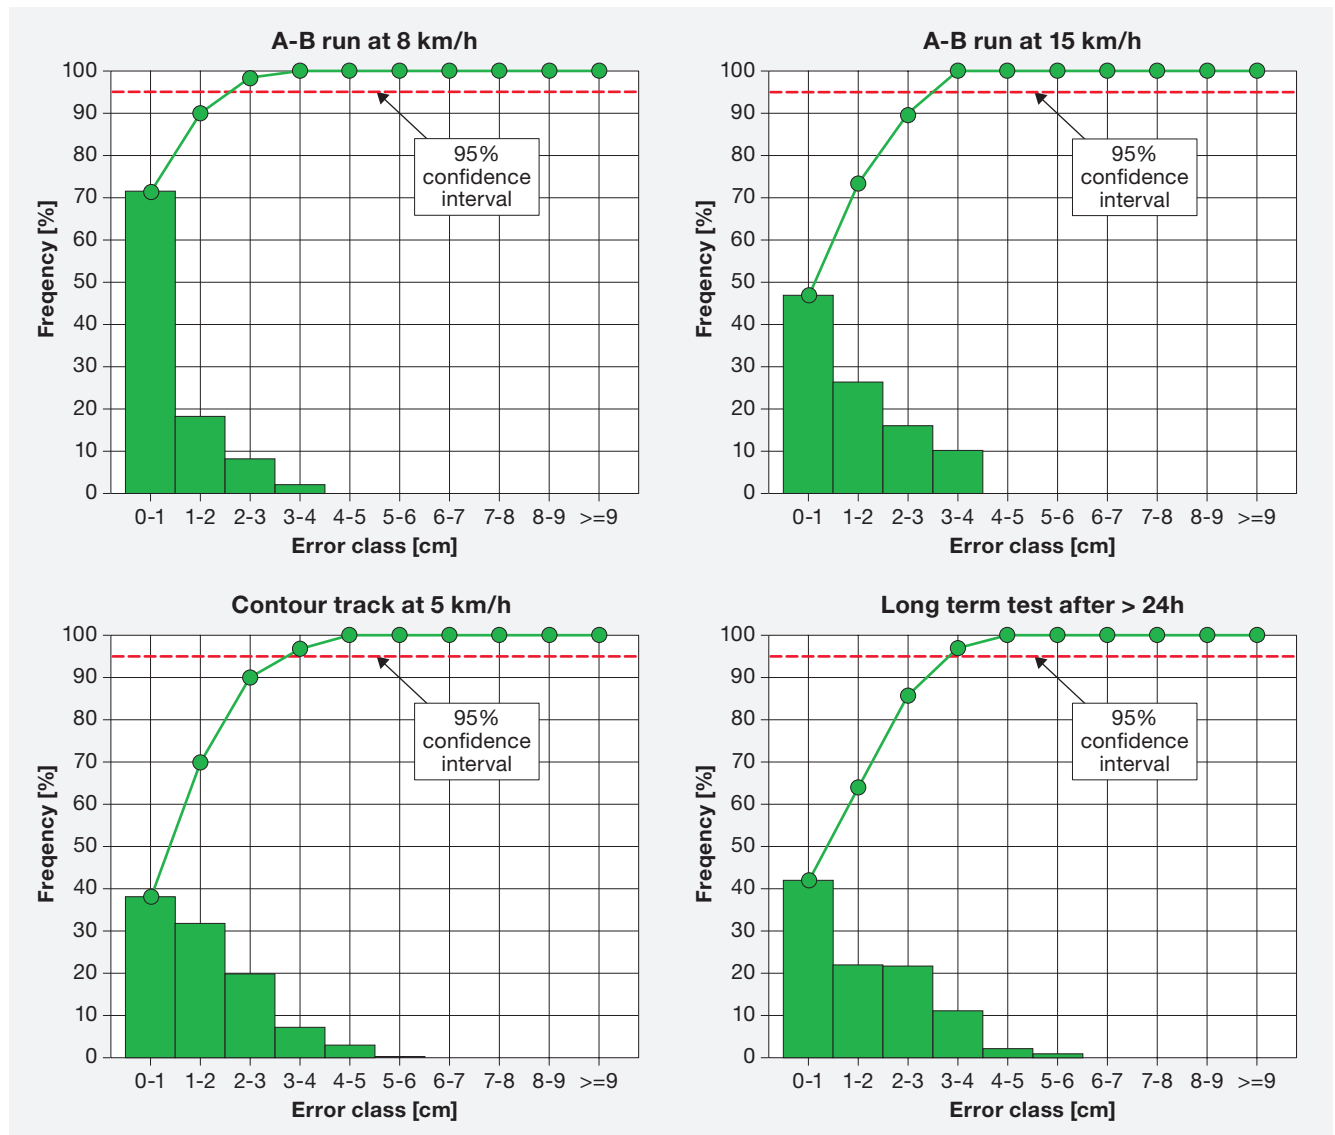 A-B run at 8 km/h
100
90
80
70
60
50
40
30
20
10
0
Freqency [%]
95%
confidence
interval
0-1 1-2 2-3 3-4 4-5 5-6 6-7 7-8 8-9 >=9
Error class [cm]
A-B run at 15 km/h
100
90
80
70
60
50
40
30
20
10
0
Freqency [%]
95%
confidence
interval
0-1 1-2 2-3 3-4 4-5 5-6 6-7 7-8 8-9 >=9
Error class [cm]
Contour track at 5 km/h
100
90
80
70
60
50
40
30
20
10
0
Freqency [%]
95%
confidence
interval
0-1 1-2 2-3 3-4 4-5 5-6 6-7 7-8 8-9 >=9
Error class [cm]
Long term test after > 24h
100
90
80
70
60
50
40
30
20
10
0
Freqency [%]
95%
confidence
interval
0-1 1-2 2-3 3-4 4-5 5-6 6-7 7-8 8-9 >=9
Error class [cm]